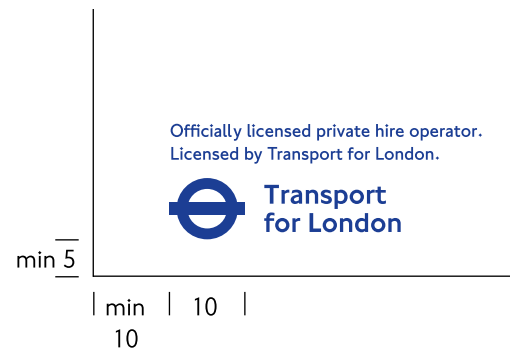 Officially licensed private hire operator.
Licensed by Transport for London.
Transport
for London
min 5
min 10
10